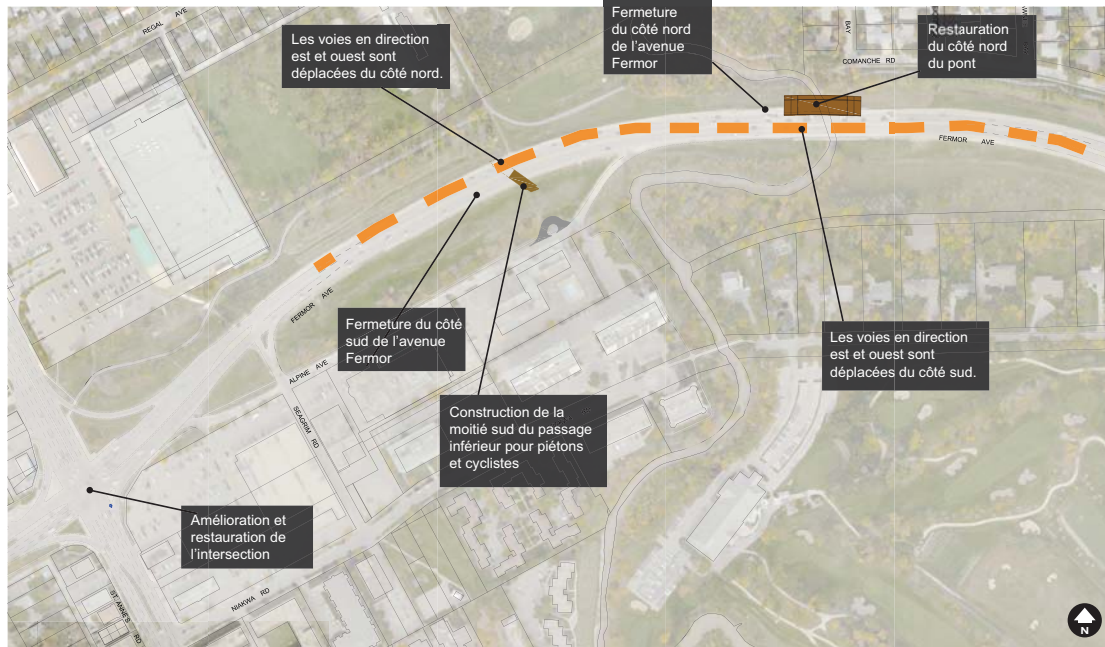 REGAL AVE
Les voies en direction
est et ouest sont
déplacées du côté nord.
Fermeture
du côté nord
de l'avenue
Fermor
BAY
Restauration
du côté nord
du pont
COMANCHE RD
FERMOR AVE
FERMOR AVE
Fermeture du côté
sud de l'avenue
Fermor
Les voies en direction
est et ouest sont
déplacées du côté sud.
ALPINE AVE
SEAGRIM RD
Construction de la
moitié sud du passage
inférieur pour piétons
et cyclistes
Amélioration et
restauration de
l'intersection
NIAKWA RD
ST. ANNE'S RD
N